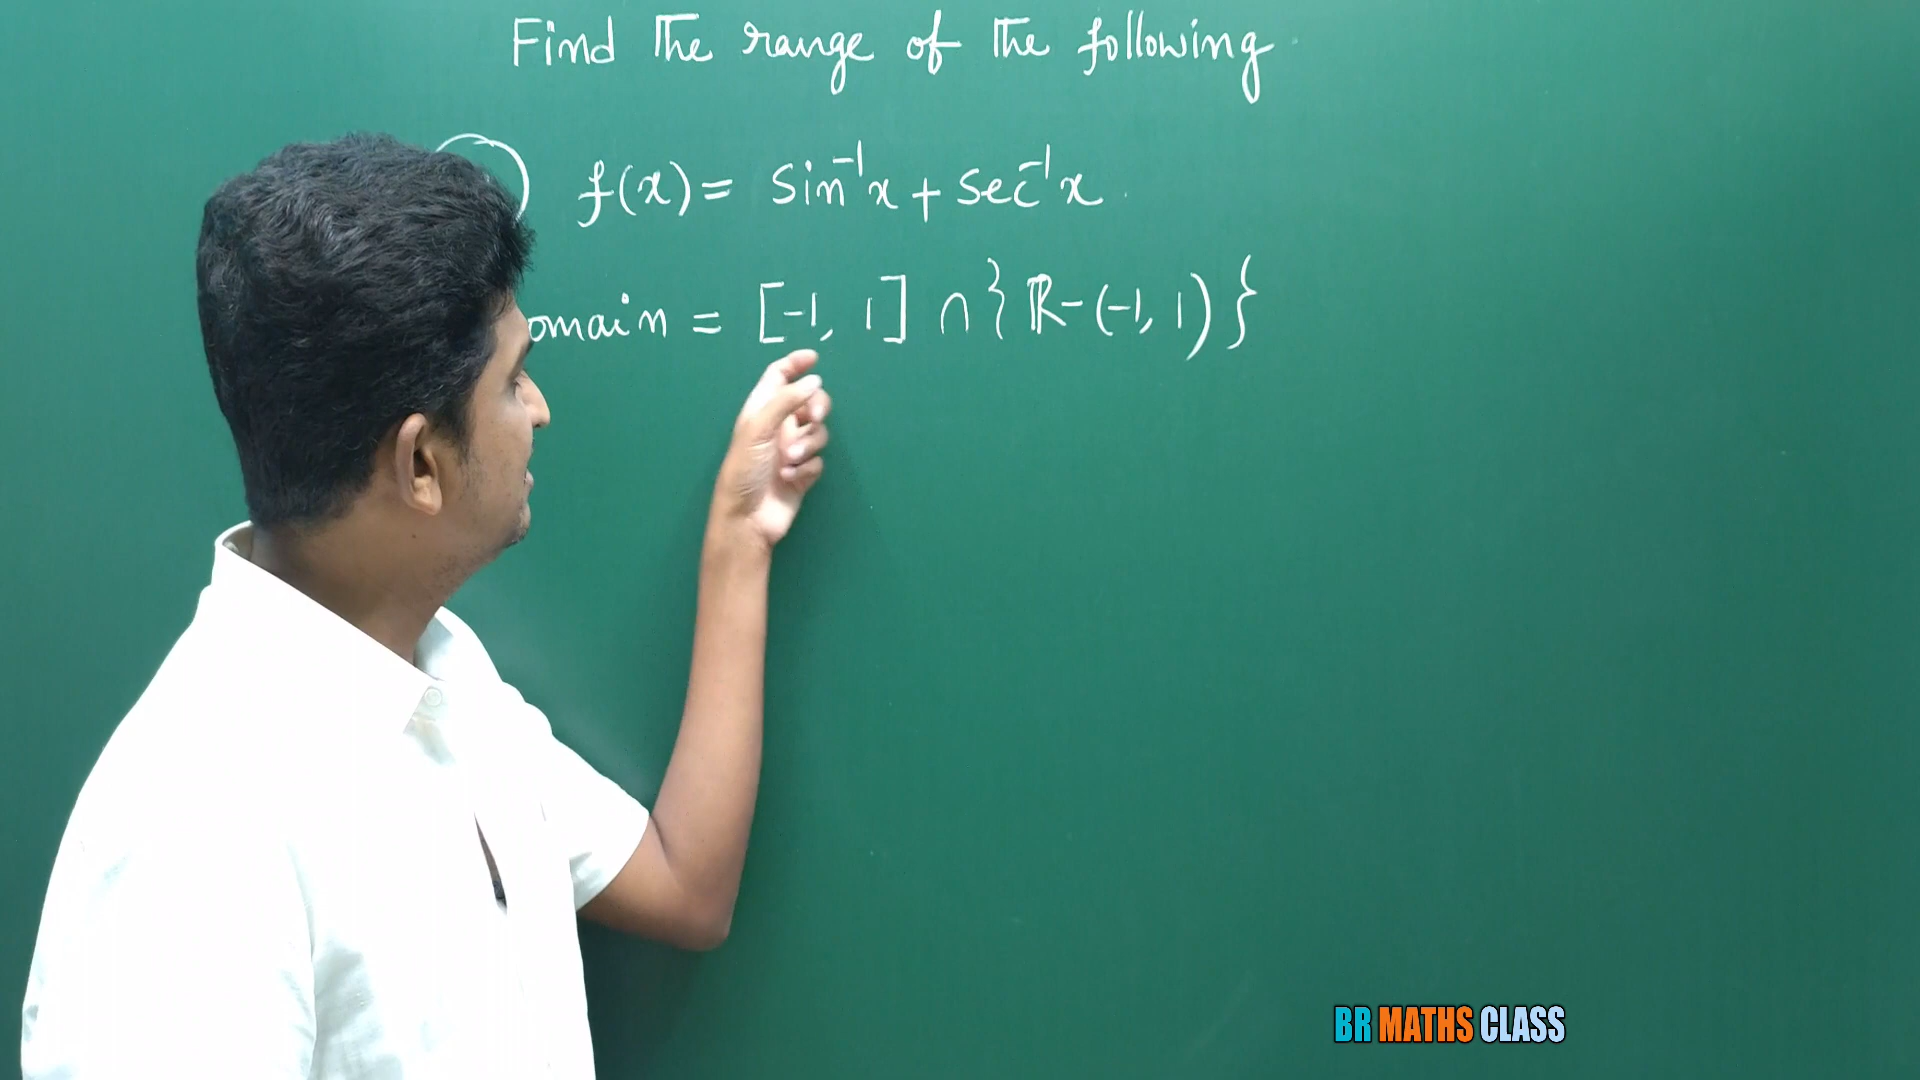 Find the range of the following
f(x) = Sin⁻¹x + Sec⁻¹x
omain = [-1, 1] ∩ { ℝ - (-1, 1) }
BR MATHS CLASS